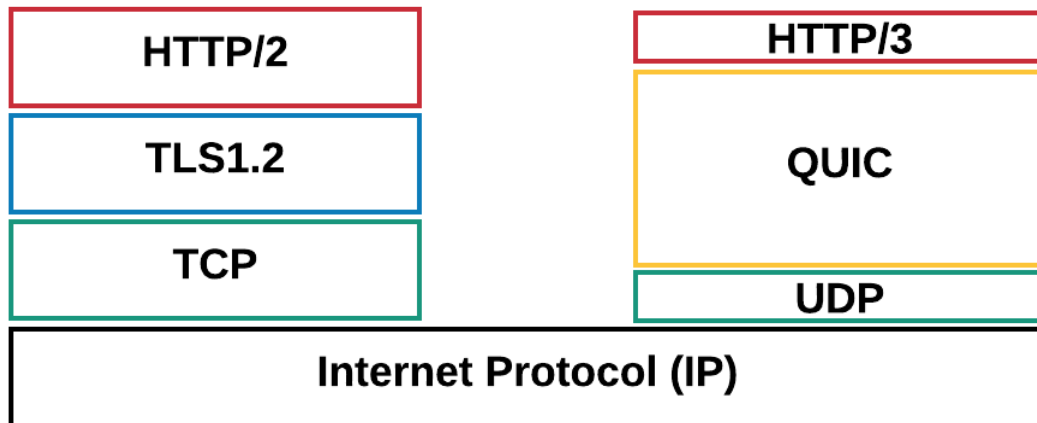 HTTP/2
TLS1.2
TCP
HTTP/3
QUIC
UDP
Internet Protocol (IP)